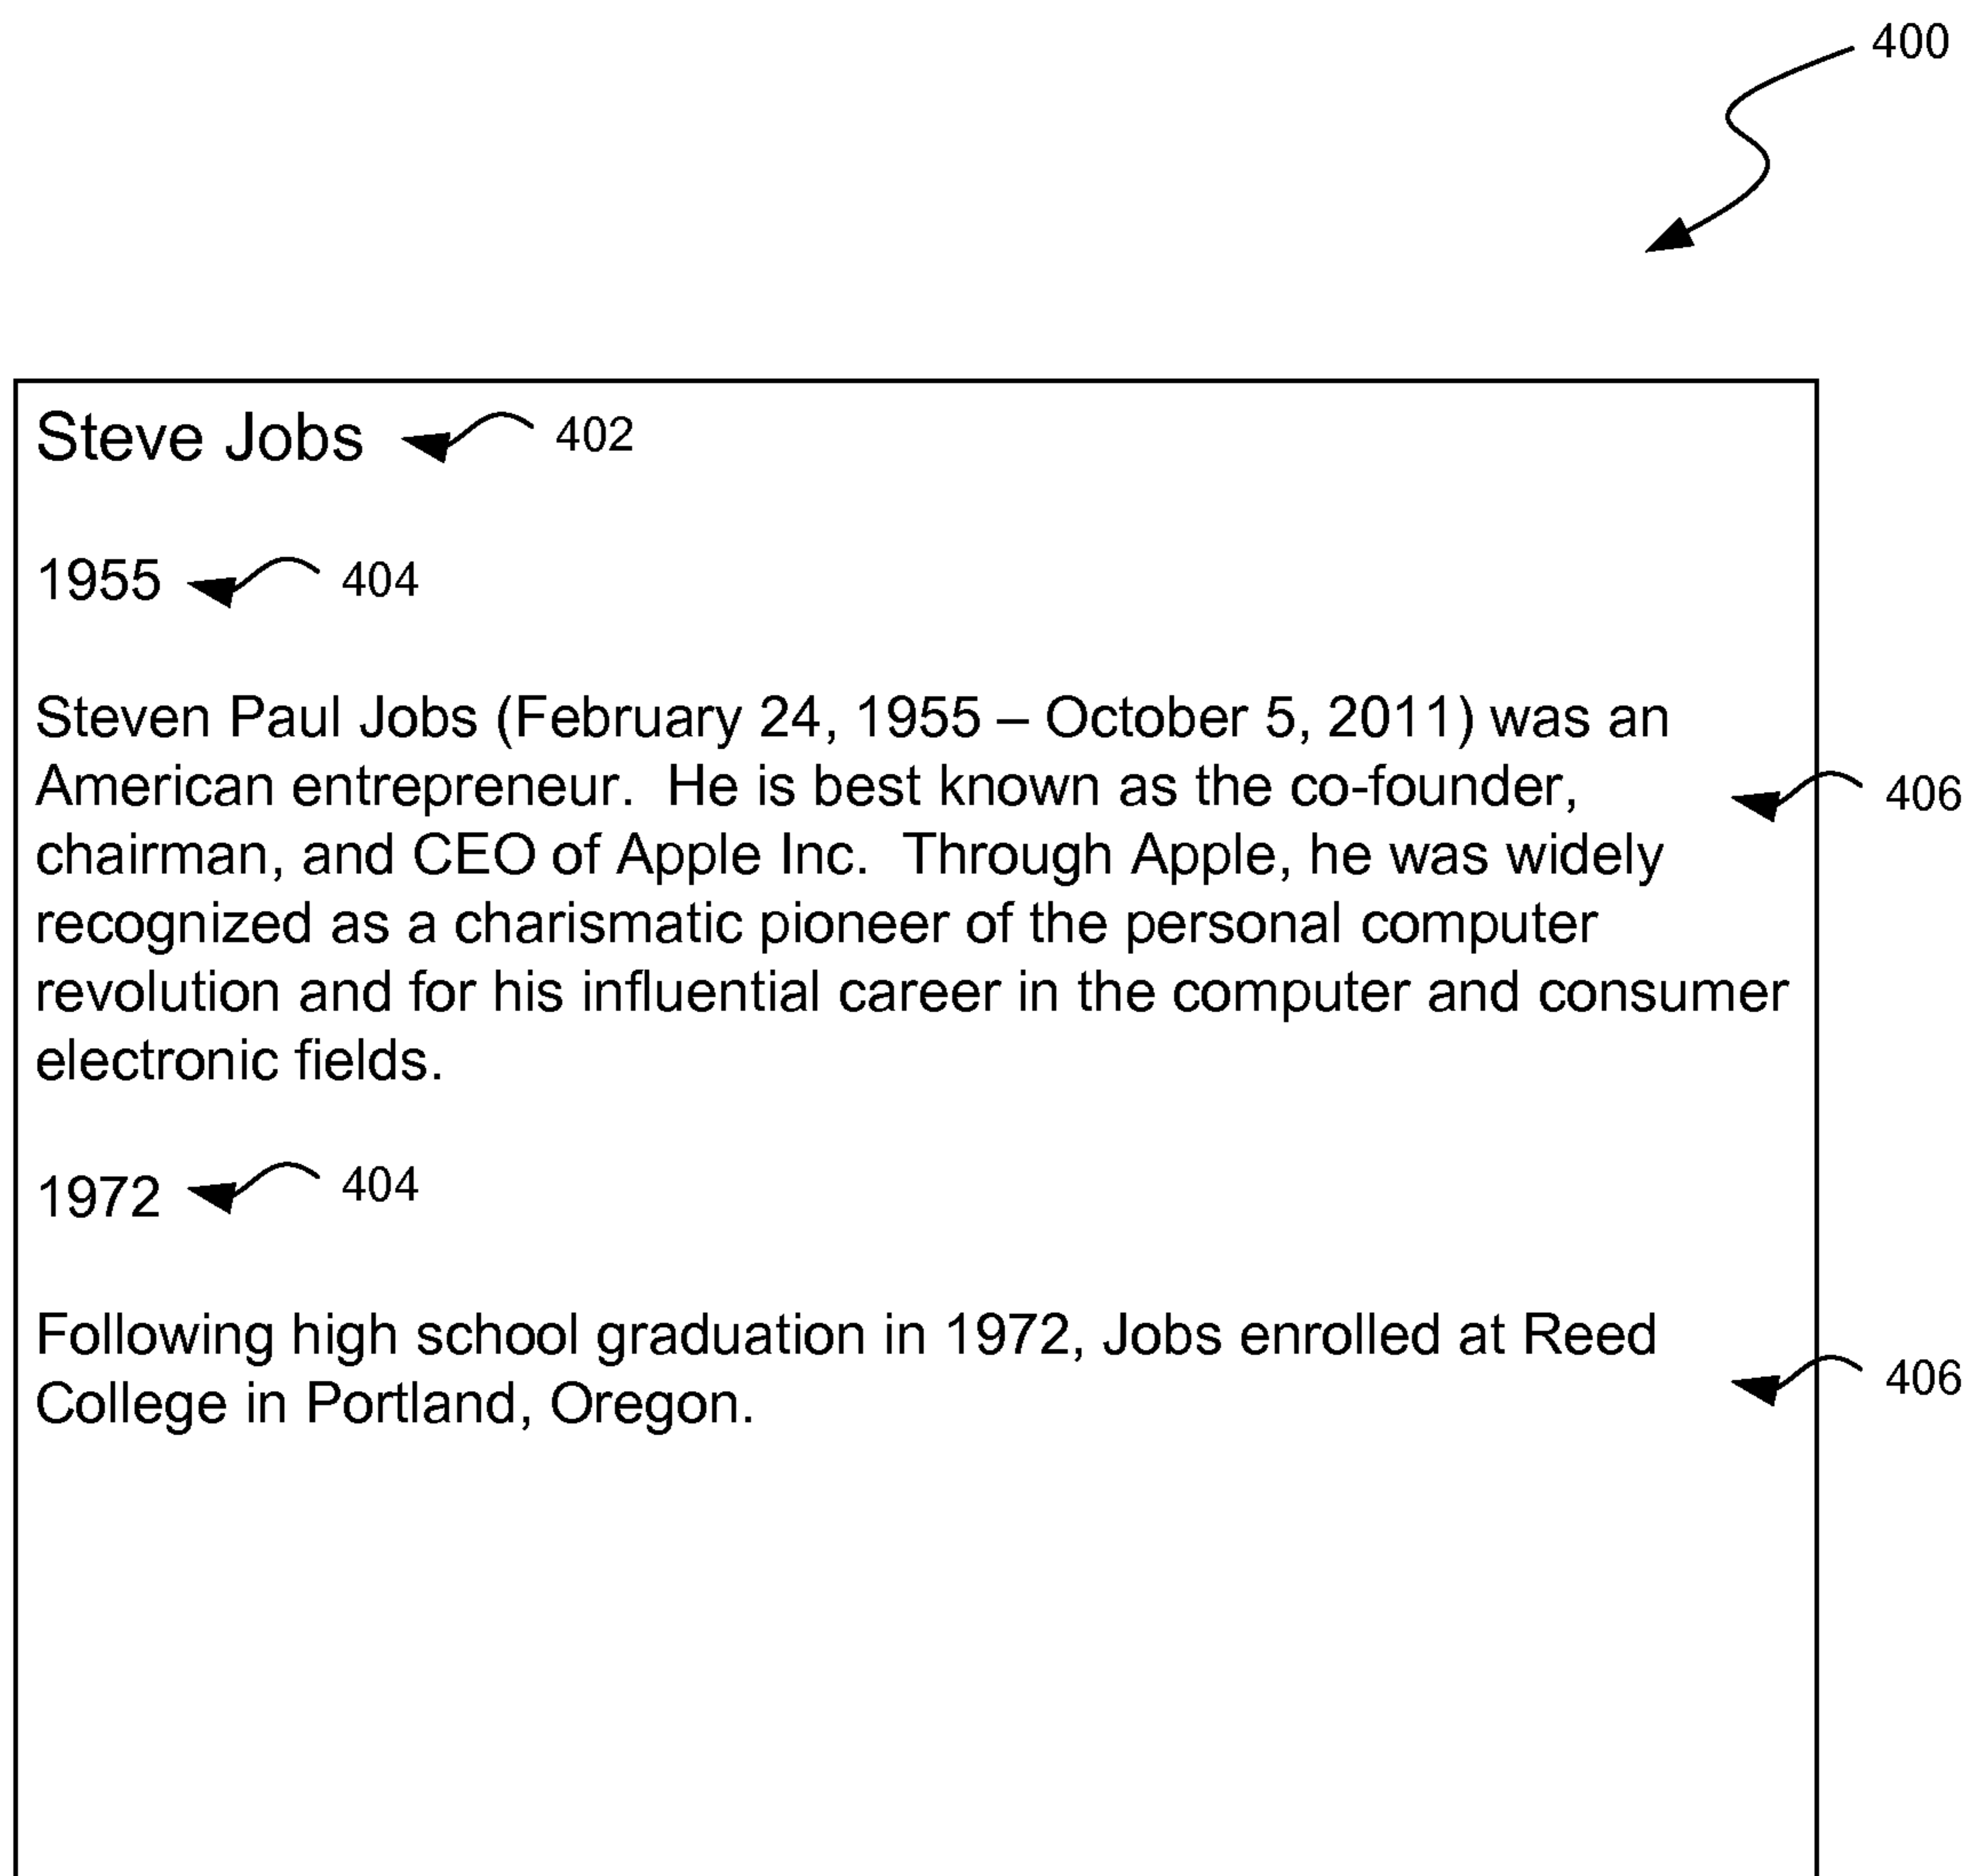 400
Steve Jobs 402
1955 404
Steven Paul Jobs (February 24, 1955 – October 5, 2011) was an
American entrepreneur.  He is best known as the co-founder, 406
chairman, and CEO of Apple Inc.  Through Apple, he was widely
recognized as a charismatic pioneer of the personal computer
revolution and for his influential career in the computer and consumer
electronic fields.
1972 404
Following high school graduation in 1972, Jobs enrolled at Reed
College in Portland, Oregon. 406